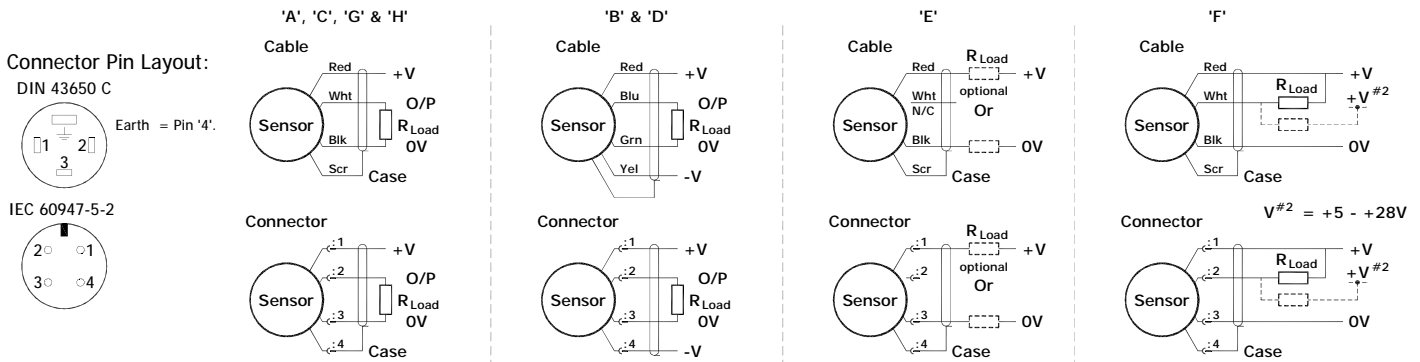 'A', 'C', 'G' & 'H'
'B' & 'D'
'E'
'F'
Connector Pin Layout:
DIN 43650 C
1 2
3
Earth = Pin '4'.
IEC 60947-5-2
2 1
3 4
Cable
Red
+V
Wht
O/P
Sensor
RLoad
Blk
0V
Scr
Case
Cable
Red
+V
Blu
O/P
Sensor
RLoad
Grn
0V
Yel
-V
Cable
Red
RLoad
+V
Wht
N/C
optional
Or
Sensor
Blk
0V
Scr
Case
Cable
Red
+V
RLoad
Wht
+V#2
Sensor
Blk
0V
Scr
Case
Connector
:1
+V
:2
O/P
Sensor
RLoad
:3
0V
:4
Case
Connector
:1
+V
:2
O/P
Sensor
RLoad
:3
0V
:4
-V
Connector
:1
RLoad
+V
:2
optional
Or
Sensor
:3
0V
:4
Case
V#2 = +5 - +28V
Connector
:1
+V
RLoad
:2
+V#2
Sensor
:3
0V
:4
Case